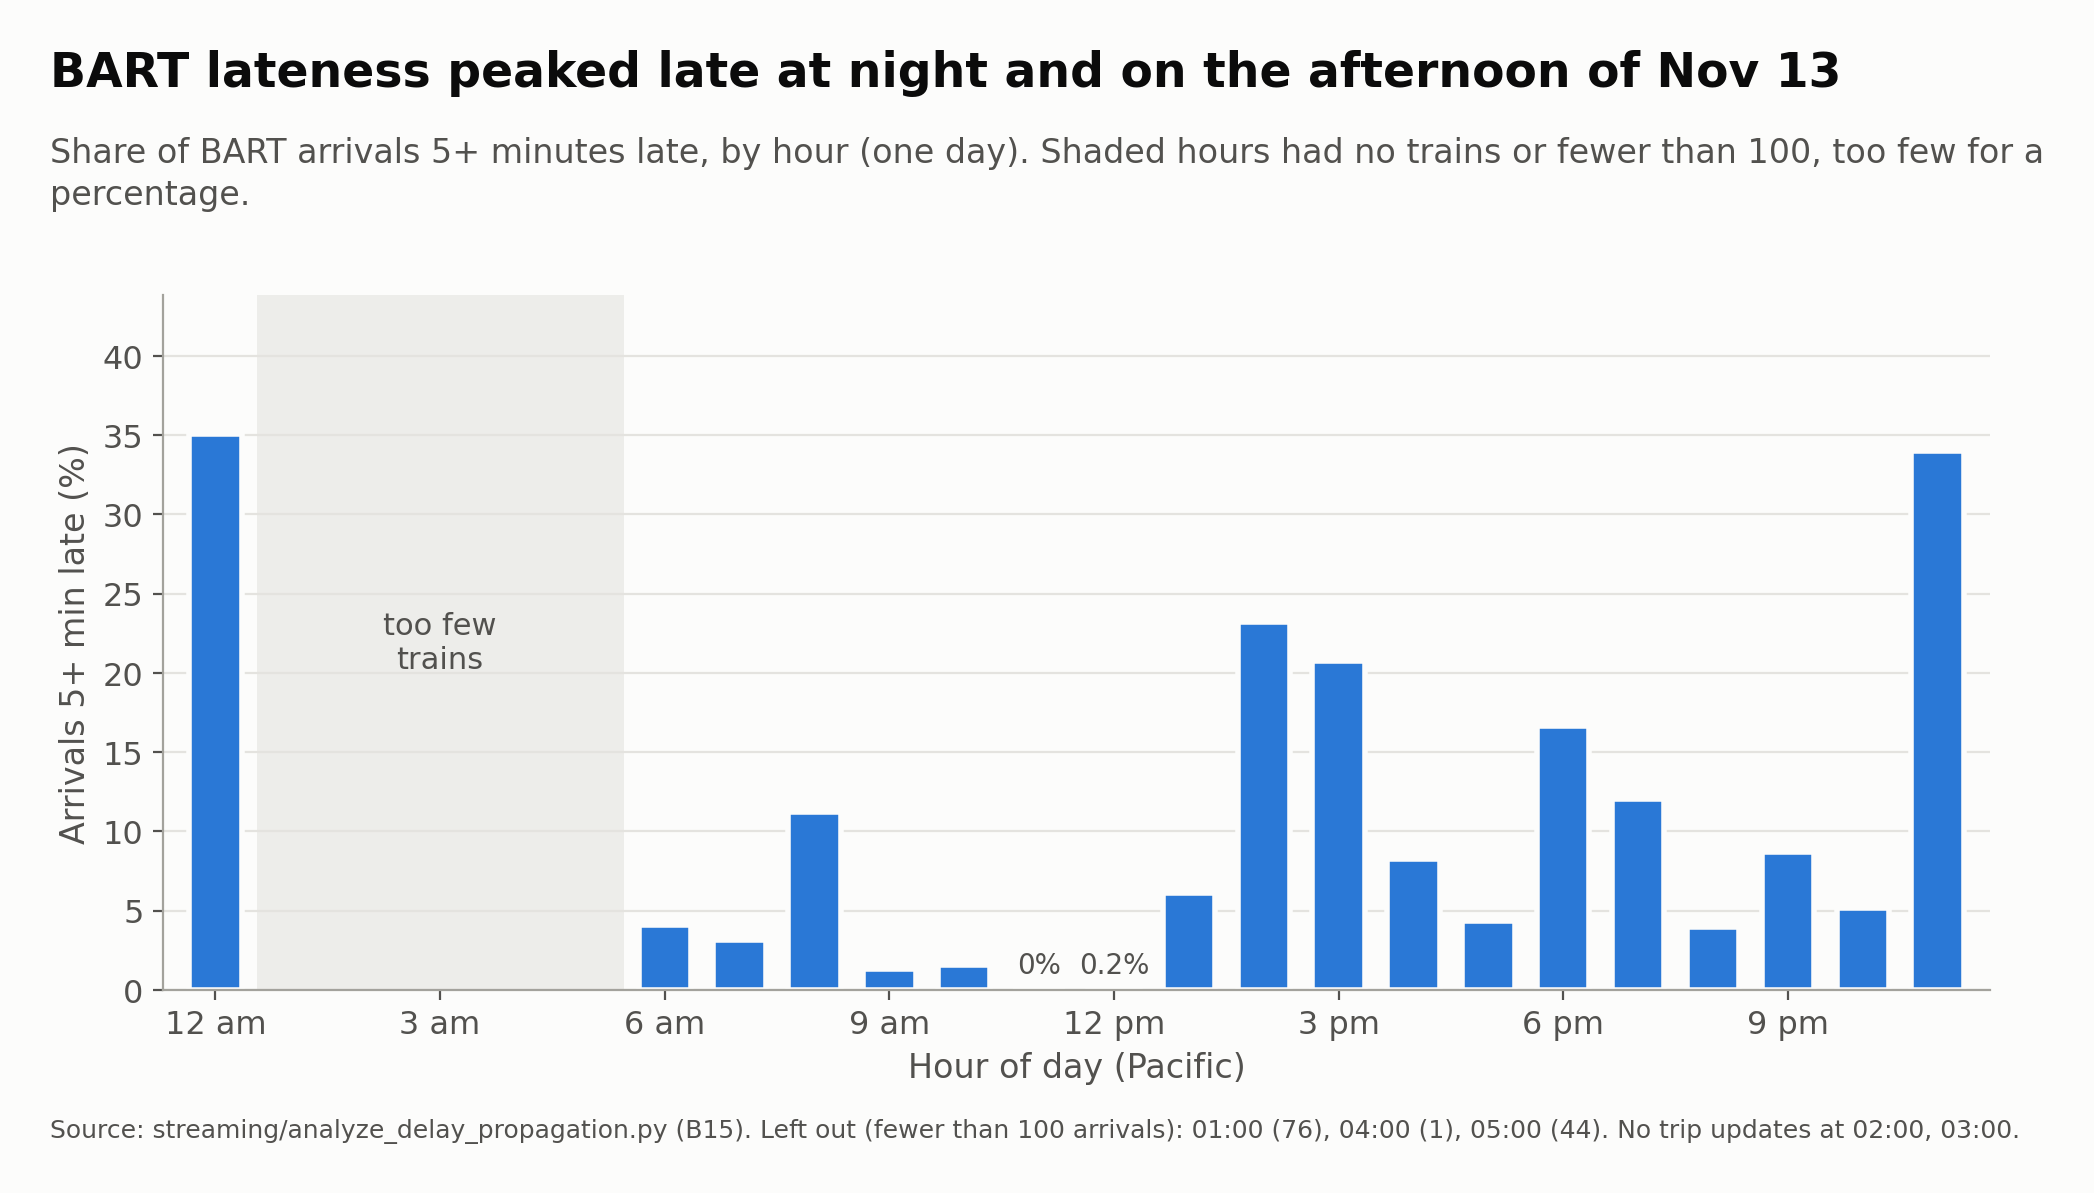 BART lateness peaked late at night and on the afternoon of Nov 13
Share of BART arrivals 5+ minutes late, by hour (one day). Shaded hours had no trains or fewer than 100, too few for a
percentage.
Arrivals 5+ min late (%)
40
35
30
25
20
15
10
5
0
too few
trains
0%
0.2%
12 am
3 am
6 am
9 am
12 pm
3 pm
6 pm
9 pm
Hour of day (Pacific)
Source: streaming/analyze_delay_propagation.py (B15). Left out (fewer than 100 arrivals): 01:00 (76), 04:00 (1), 05:00 (44). No trip updates at 02:00, 03:00.